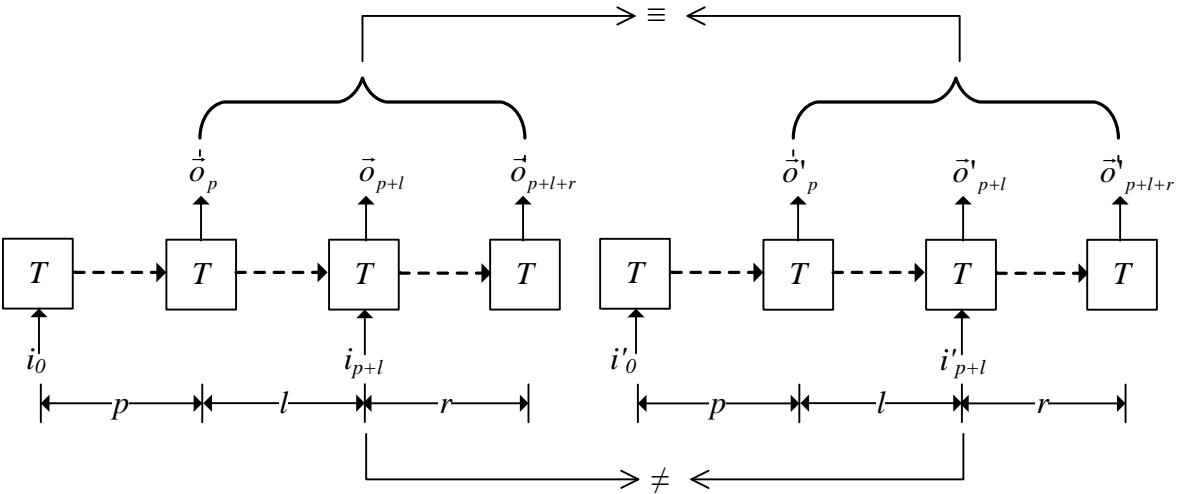 ≡
o⃗_p o⃗_{p+l} o⃗_{p+l+r} o⃗'_p o⃗'_{p+l} o⃗'_{p+l+r}
T T T T T T T T
i_0 i_{p+l} i'_0 i'_{p+l}
p l r p l r
≠